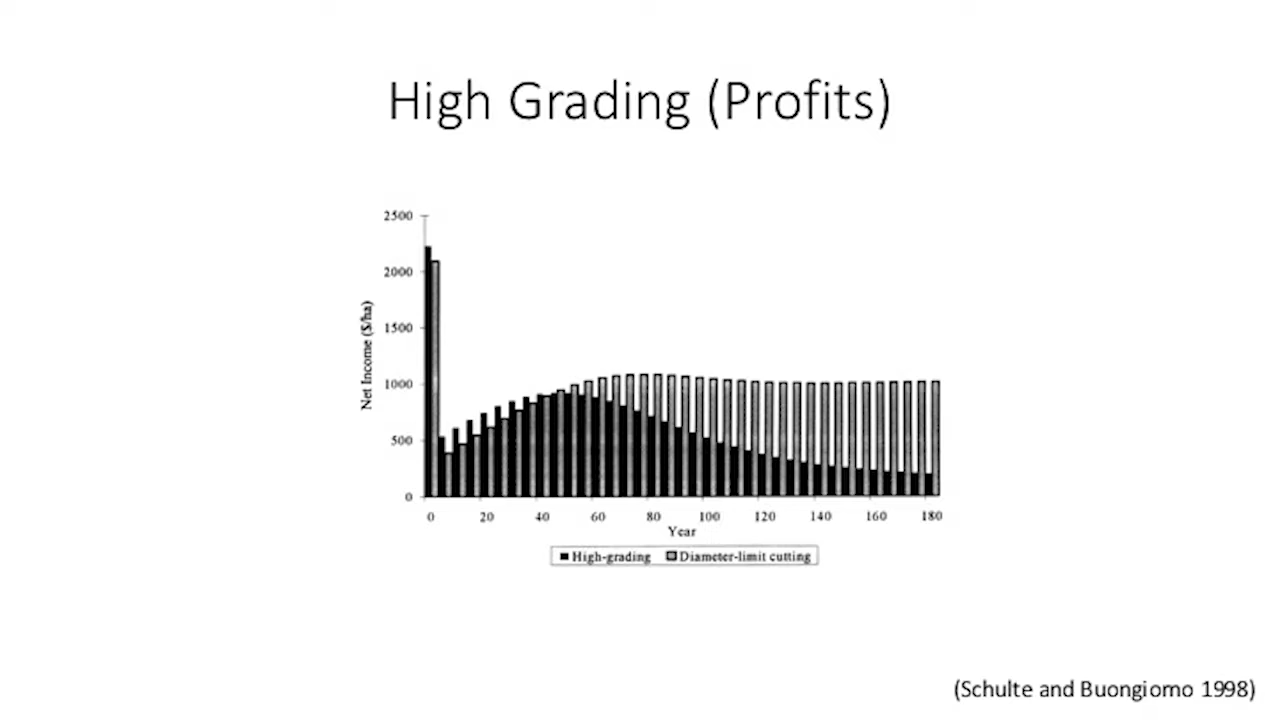 High Grading (Profits)
2500
2000
1500
1000
500
0
Net Income ($/ha)
0 20 40 60 80 100 120 140 160 180
Year
High-grading Diameter-limit cutting
(Schulte and Buongiorno 1998)